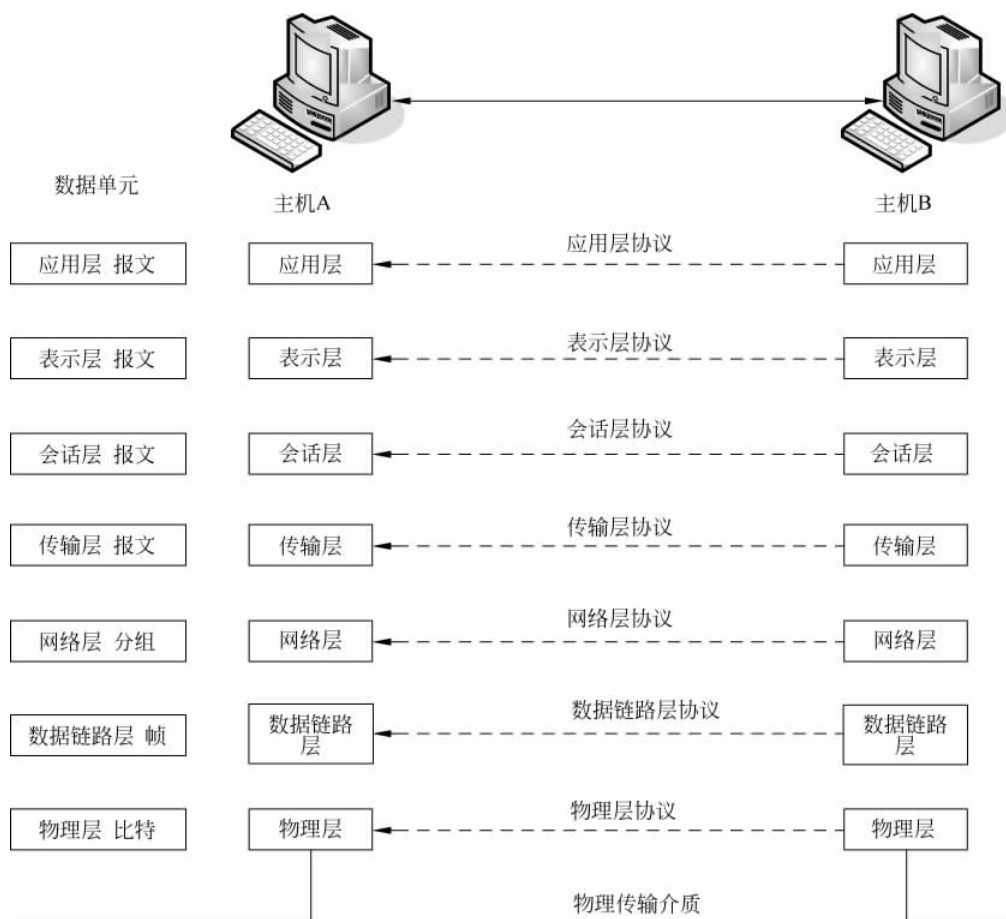 数据单元
主机A
主机B
应用层 报文
应用层
应用层协议
应用层
表示层 报文
表示层
表示层协议
表示层
会话层 报文
会话层
会话层协议
会话层
传输层 报文
传输层
传输层协议
传输层
网络层 分组
网络层
网络层协议
网络层
数据链路层 帧
数据链路
层
数据链路层协议
数据链路
层
物理层 比特
物理层
物理层协议
物理层
物理传输介质